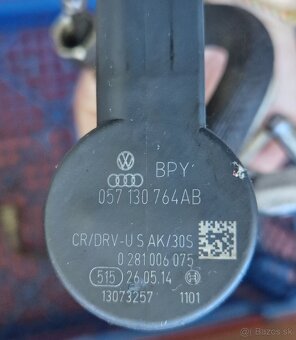 BPY
057 130 764AB
CR/DRV-U S AK/30S
0 281 006 075
515 26.05.14
13073257 1101
Bazos.sk